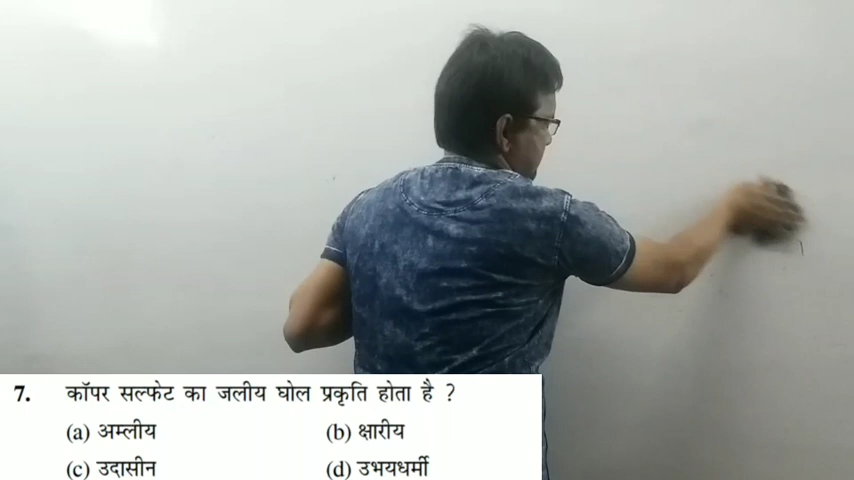 7. कॉपर सल्फेट का जलीय घोल प्रकृति होता है ?
(a) अम्लीय (b) क्षारीय
(c) उदासीन (d) उभयधर्मी